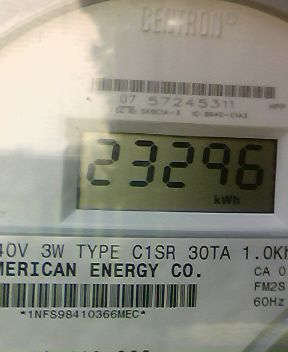 CENTRON
07 57245311
23296
kWh
40V 3W TYPE C1SR 30TA 1.0Kh
MERICAN ENERGY CO.
CA 0
FM2S
60Hz
*1NFS98410366MEC*